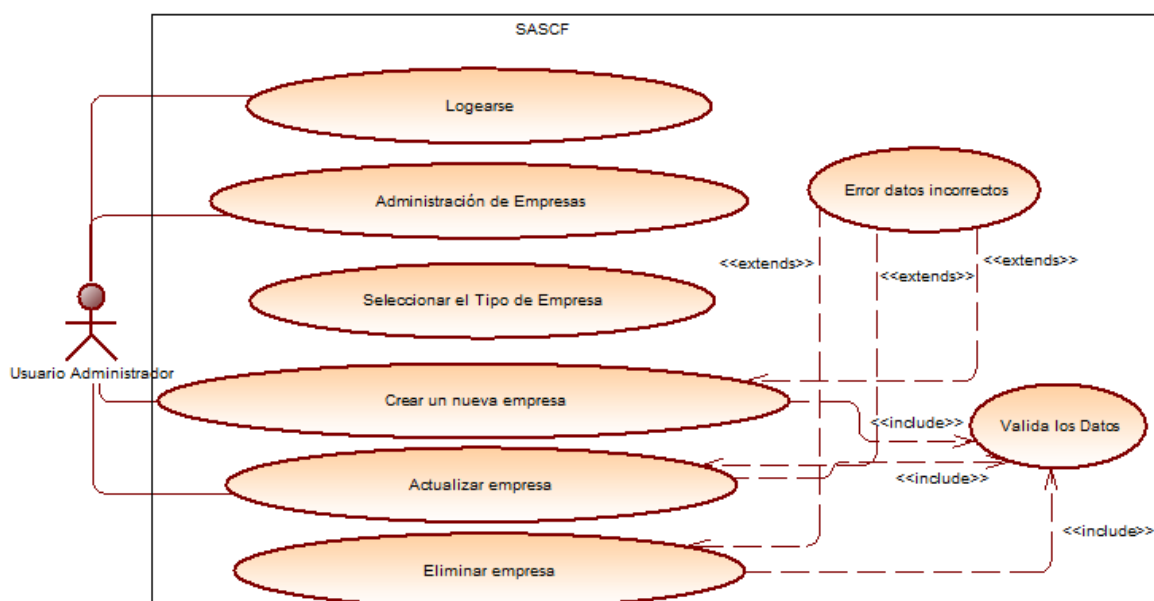 SASCF
Logearse
Administración de Empresas
Error datos incorrectos
<<extends>>
<<extends>>
<<extends>>
Seleccionar el Tipo de Empresa
Usuario Administrador
Crear un nueva empresa
<<include>>
Valida los Datos
Actualizar empresa
<<include>>
<<include>>
Eliminar empresa